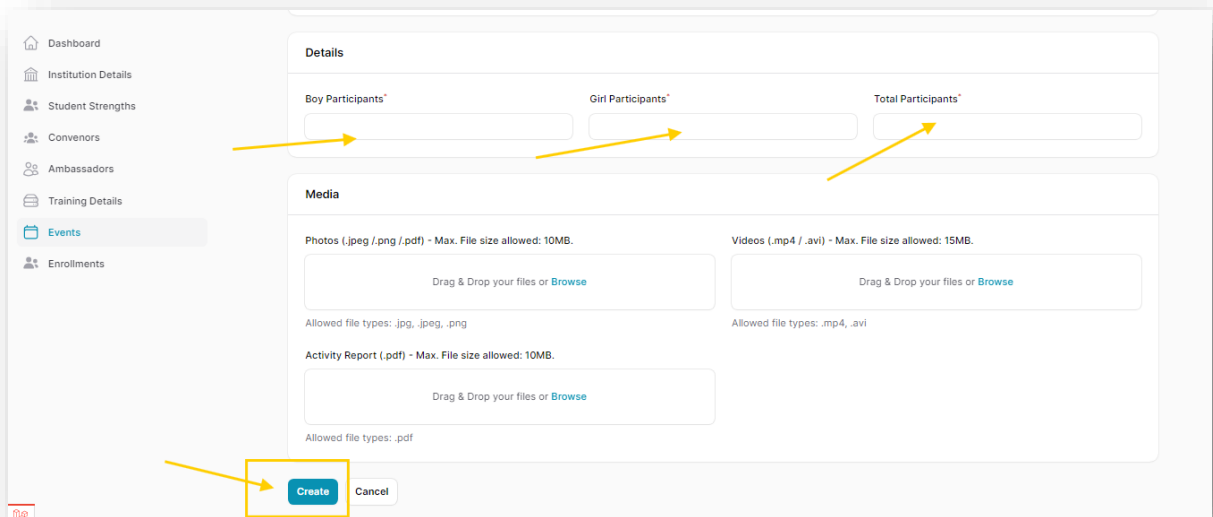 Dashboard
Institution Details
Student Strengths
Convenors
Ambassadors
Training Details
Events
Enrollments
Details
Boy Participants*
Girl Participants*
Total Participants*
Media
Photos (.jpeg /.png /.pdf) - Max. File size allowed: 10MB.
Videos (.mp4 / .avi) - Max. File size allowed: 15MB.
Drag & Drop your files or Browse
Drag & Drop your files or Browse
Allowed file types: .jpg, .jpeg, .png
Allowed file types: .mp4, .avi
Activity Report (.pdf) - Max. File size allowed: 10MB.
Drag & Drop your files or Browse
Allowed file types: .pdf
Create
Cancel